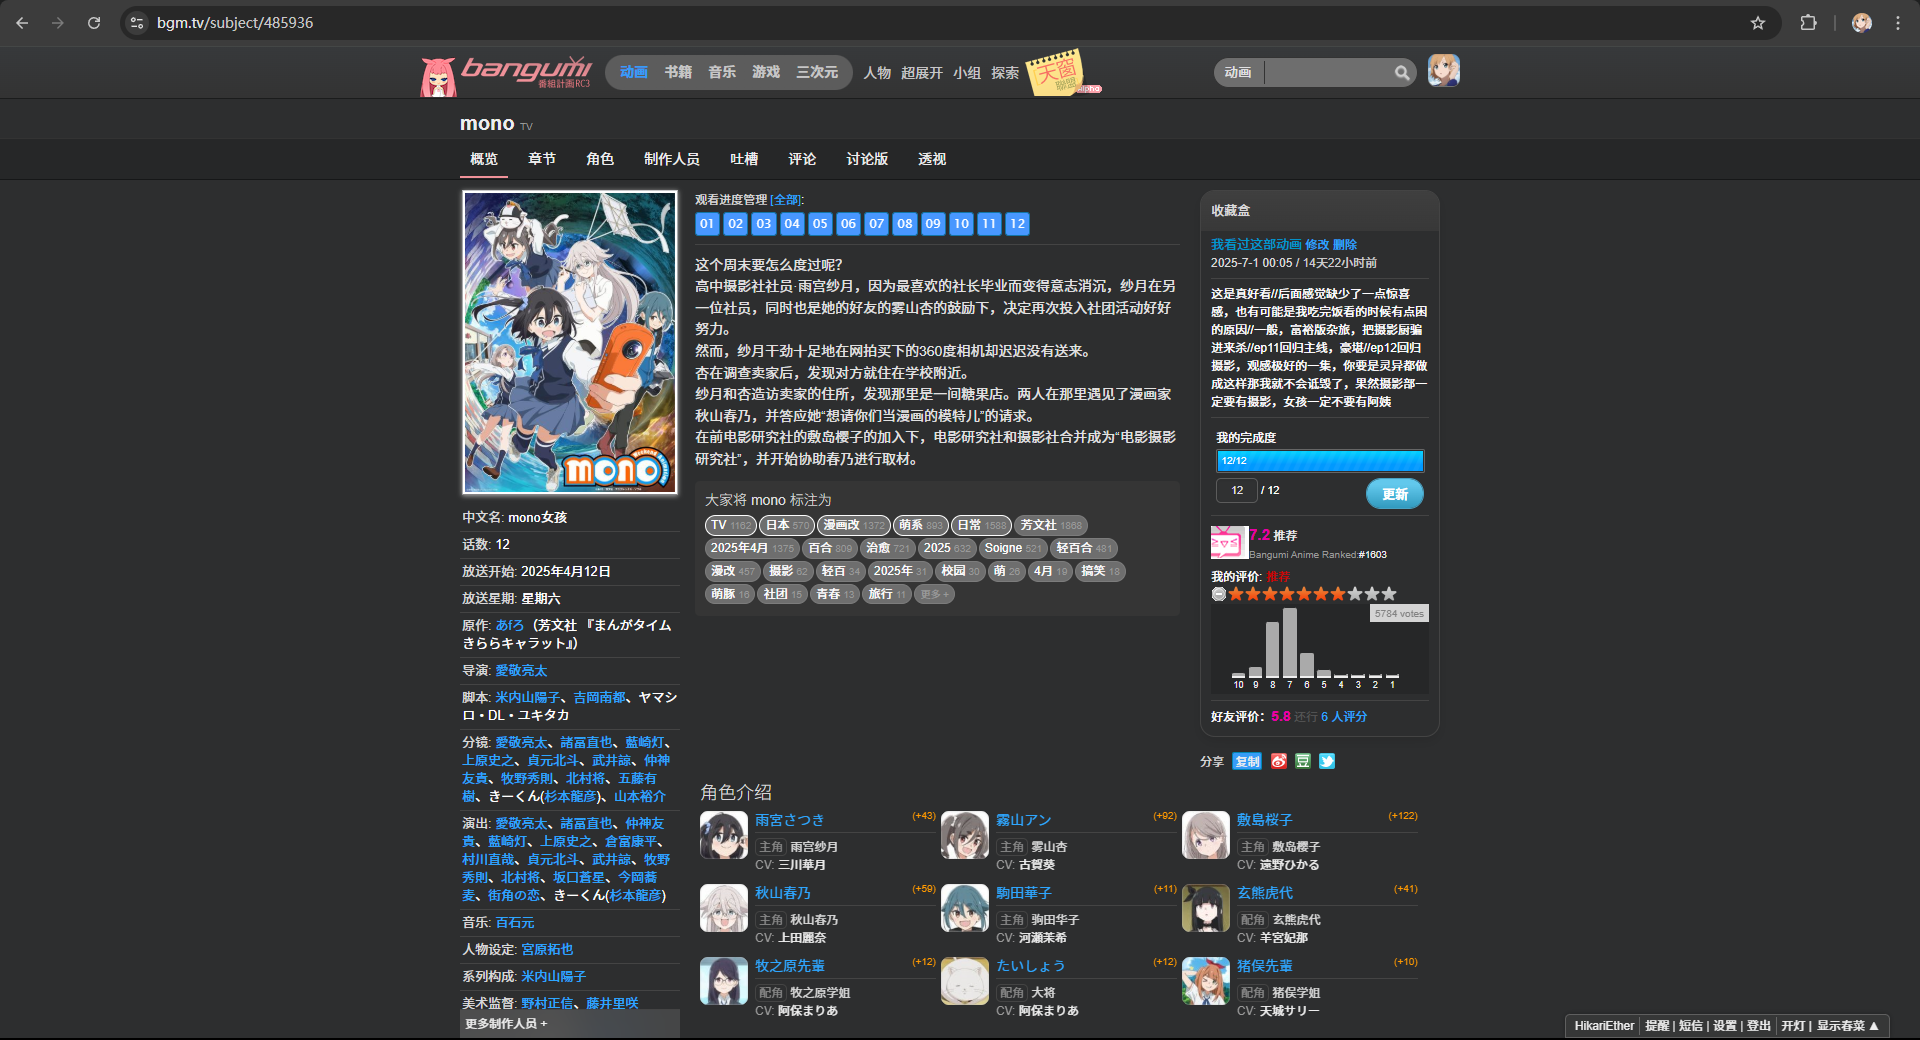 bgm.tv/subject/485936
bangumi
番組計画RC3
动画 书籍 音乐 游戏 三次元 人物 超展开 小组 探索
天窗
联盟
alpha
动画
mono TV
概览 章节 角色 制作人员 吐槽 评论 讨论版 透视
mono
中文名: mono女孩
话数: 12
放送开始: 2025年4月12日
放送星期: 星期六
原作: あfろ（芳文社 『まんがタイム
きららキャラット』）
导演: 愛敬亮太
脚本: 米内山陽子、吉岡南都、ヤマシ
ロ・DL・ユキタカ
分镜: 愛敬亮太、諸冨直也、藍崎灯、
上原史之、貞元北斗、武井諒、仲神
友貴、牧野秀則、北村将、五藤有
樹、きーくん(杉本龍彦)、山本裕介
演出: 愛敬亮太、諸冨直也、仲神友
貴、藍崎灯、上原史之、倉富康平、
村川直哉、貞元北斗、武井諒、牧野
秀則、北村将、坂口蒼星、今岡蕎
麦、街角の恋、きーくん(杉本龍彦)
音乐: 百石元
人物设定: 宮原拓也
系列构成: 米内山陽子
美术监督: 野村正信、藤井里咲
更多制作人员 +
观看进度管理 [全部]:
01 02 03 04 05 06 07 08 09 10 11 12
这个周末要怎么度过呢？
高中摄影社社员·雨宫纱月，因为最喜欢的社长毕业而变得意志消沉，纱月在另
一位社员，同时也是她的好友的雾山杏的鼓励下，决定再次投入社团活动好好
努力。
然而，纱月干劲十足地在网拍买下的360度相机却迟迟没有送来。
杏在调查卖家后，发现对方就住在学校附近。
纱月和杏造访卖家的住所，发现那里是一间糖果店。两人在那里遇见了漫画家
秋山春乃，并答应她“想请你们当漫画的模特儿”的请求。
在前电影研究社的敷岛樱子的加入下，电影研究社和摄影社合并成为“电影摄影
研究社”，并开始协助春乃进行取材。
大家将 mono 标注为
TV 1162 日本 570 漫画改 1372 萌系 893 日常 1588 芳文社 1868
2025年4月 1375 百合 809 治愈 721 2025 632 Soigne 521 轻百合 481
漫改 457 摄影 62 轻百 34 2025年 31 校园 30 萌 26 4月 19 搞笑 18
萌豚 16 社团 15 青春 13 旅行 11 更多 +
收藏盒
我看过这部动画 修改 删除
2025-7-1 00:05 / 14天22小时前
这是真好看//后面感觉缺少了一点惊喜
感，也有可能是我吃完饭看的时候有点困
的原因//一般，富裕版杂旅，把摄影厨骗
进来杀//ep11回归主线，豪堪//ep12回归
摄影，观感极好的一集，你要是灵异都做
成这样那我就不会诋毁了，果然摄影部一
定要有摄影，女孩一定不要有阿姨
我的完成度
12/12
12 / 12
更新
7.2 推荐
Bangumi Anime Ranked:#1603
我的评价: 推荐
5784 votes
10 9 8 7 6 5 4 3 2 1
好友评价: 5.8 还行 6 人评分
分享 复制
豆
角色介绍
雨宮さつき (+43)
主角 雨宫纱月
CV: 三川華月
霧山アン (+92)
主角 雾山杏
CV: 古賀葵
敷島桜子 (+122)
主角 敷岛樱子
CV: 遠野ひかる
秋山春乃 (+59)
主角 秋山春乃
CV: 上田麗奈
駒田華子 (+11)
主角 驹田华子
CV: 河瀬茉希
玄熊虎代 (+41)
配角 玄熊虎代
CV: 羊宮妃那
牧之原先輩 (+12)
配角 牧之原学姐
CV: 阿保まりあ
たいしょう (+12)
配角 大将
CV: 阿保まりあ
猪俣先輩 (+10)
配角 猪俣学姐
CV: 天城サリー
HikariEther 提醒 | 短信 | 设置 | 登出 开灯 | 显示春菜 ▲